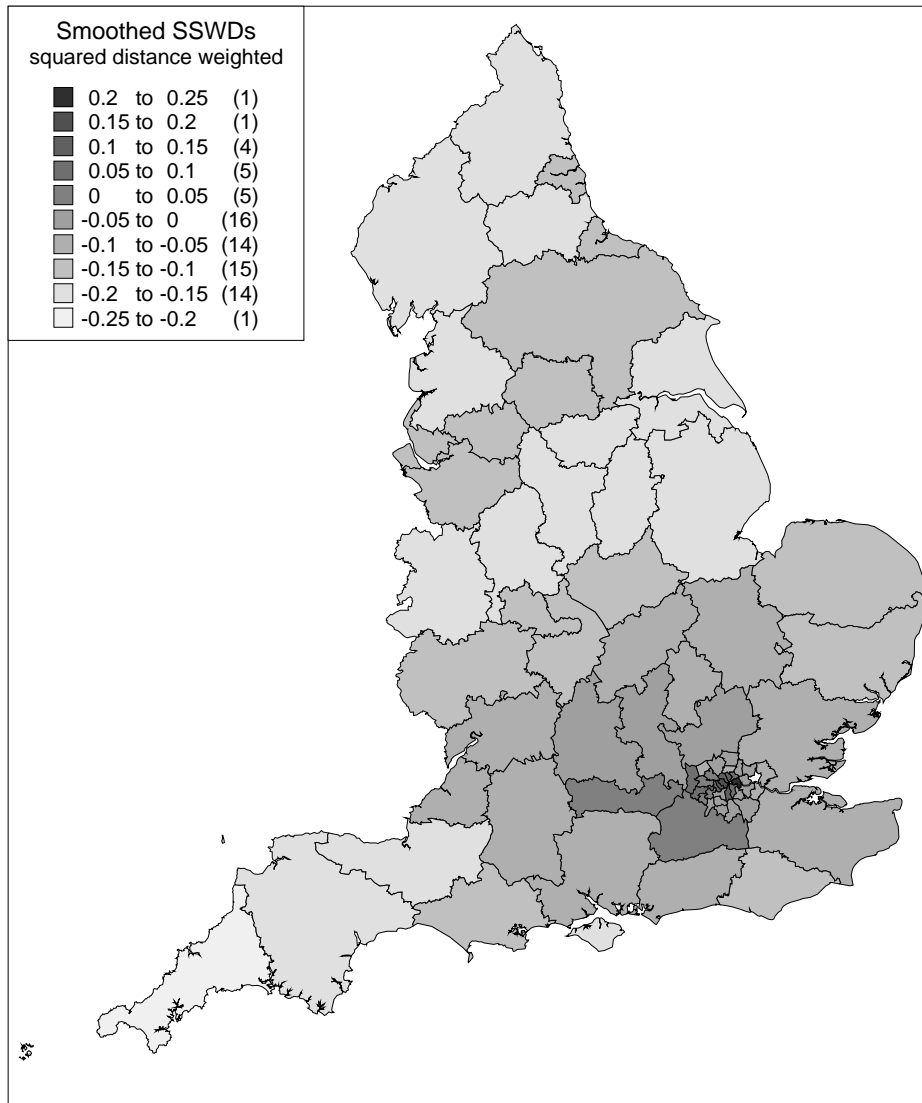 Smoothed SSWDs
squared distance weighted
0.2 to 0.25 (1)
0.15 to 0.2 (1)
0.1 to 0.15 (4)
0.05 to 0.1 (5)
0 to 0.05 (5)
-0.05 to 0 (16)
-0.1 to -0.05 (14)
-0.15 to -0.1 (15)
-0.2 to -0.15 (14)
-0.25 to -0.2 (1)